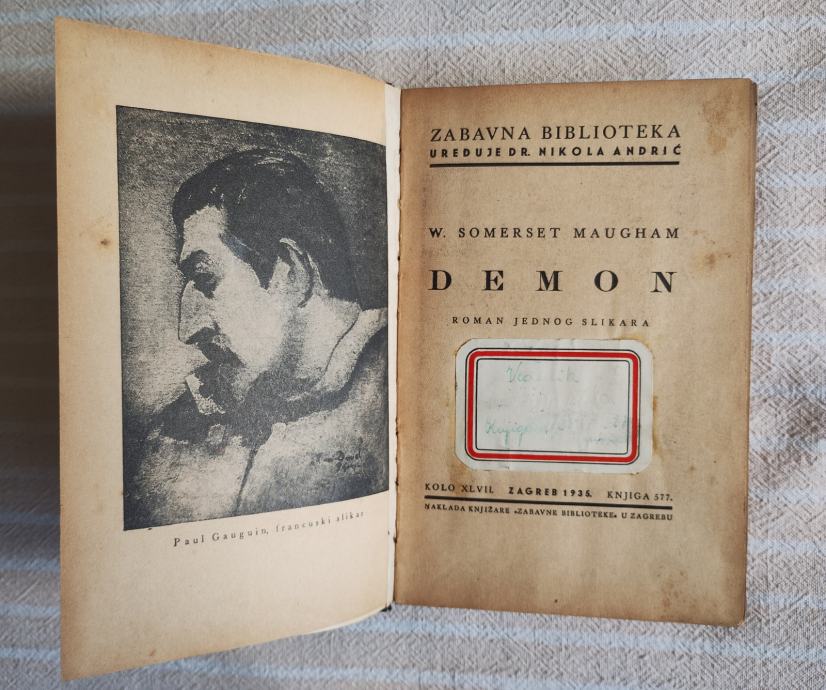 Paul Gauguin, francuski slikar
ZABAVNA BIBLIOTEKA
UREĐUJE DR. NIKOLA ANDRIĆ
W. SOMERSET MAUGHAM
DEMON
ROMAN JEDNOG SLIKARA
KOLO XLVII. ZAGREB 1935. KNJIGA 577.
NAKLADA KNJIŽARE »ZABAVNE BIBLIOTEKE« U ZAGREBU